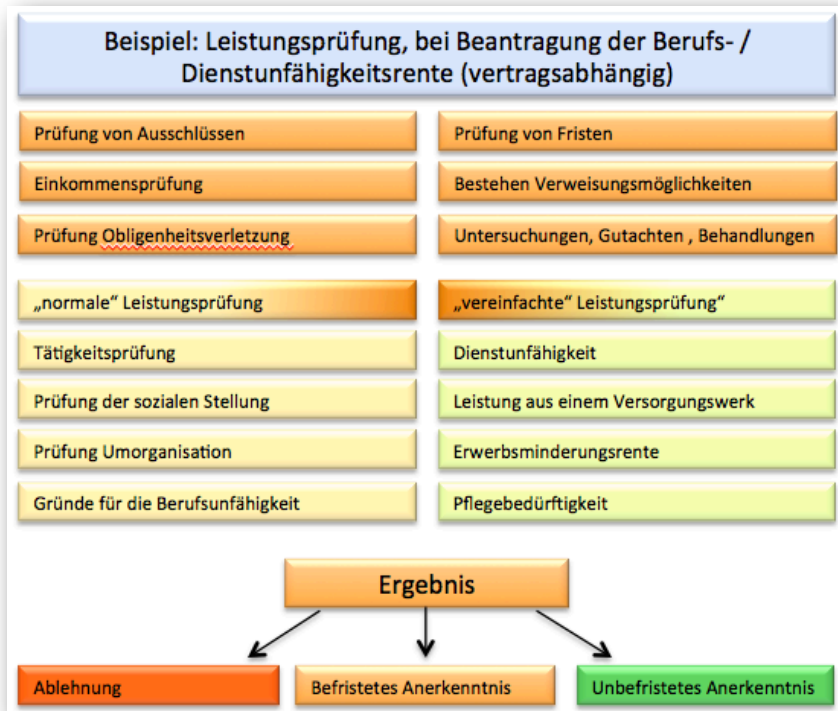 Beispiel: Leistungsprüfung, bei Beantragung der Berufs- /
Dienstunfähigkeitsrente (vertragsabhängig)
Prüfung von Ausschlüssen
Prüfung von Fristen
Einkommensprüfung
Bestehen Verweisungsmöglichkeiten
Prüfung Obligenheitsverletzung
Untersuchungen, Gutachten , Behandlungen
„normale“ Leistungsprüfung
„vereinfachte“ Leistungsprüfung“
Tätigkeitsprüfung
Dienstunfähigkeit
Prüfung der sozialen Stellung
Leistung aus einem Versorgungswerk
Prüfung Umorganisation
Erwerbsminderungsrente
Gründe für die Berufsunfähigkeit
Pflegebedürftigkeit
Ergebnis
Ablehnung
Befristetes Anerkenntnis
Unbefristetes Anerkenntnis